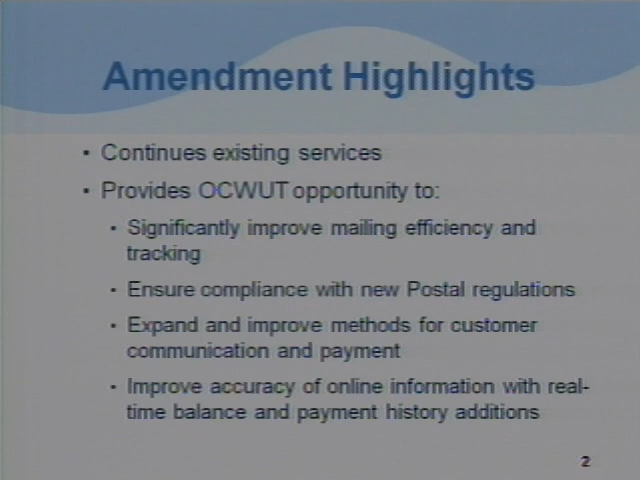 Amendment Highlights
• Continues existing services
• Provides OCWUT opportunity to:
• Significantly improve mailing efficiency and
tracking
• Ensure compliance with new Postal regulations
• Expand and improve methods for customer
communication and payment
• Improve accuracy of online information with real-
time balance and payment history additions
2